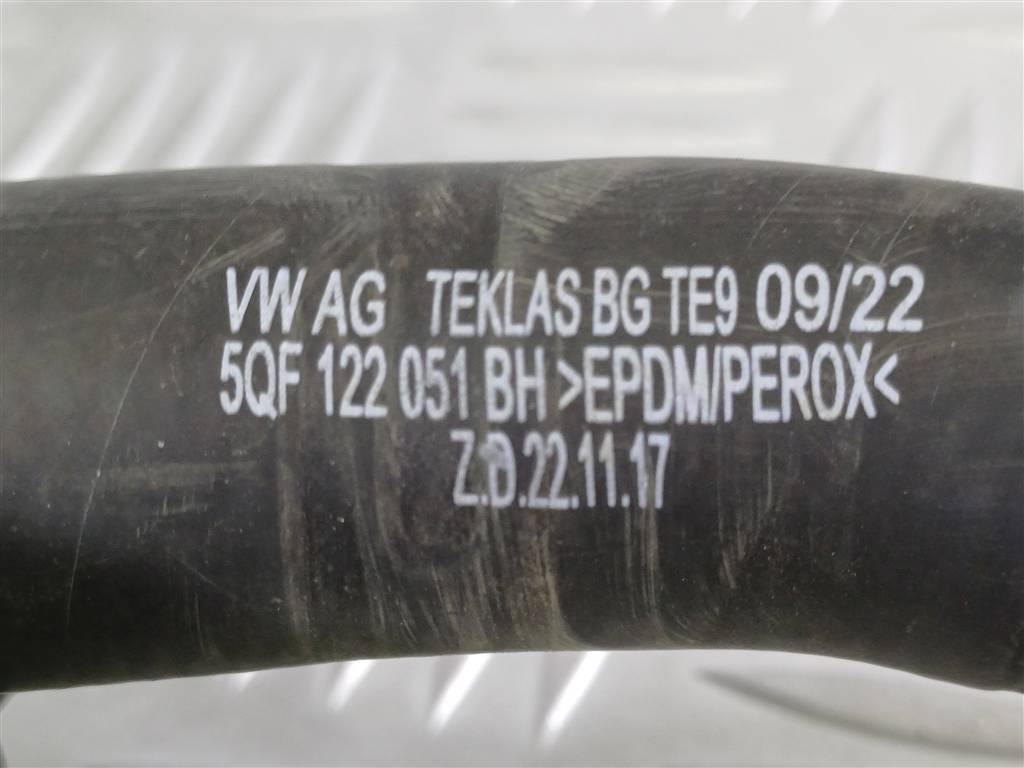 VW AG TEKLAS BG TE9 09/22
5QF 122 051 BH >EPDM/PEROX<
Z.D.22.11.17